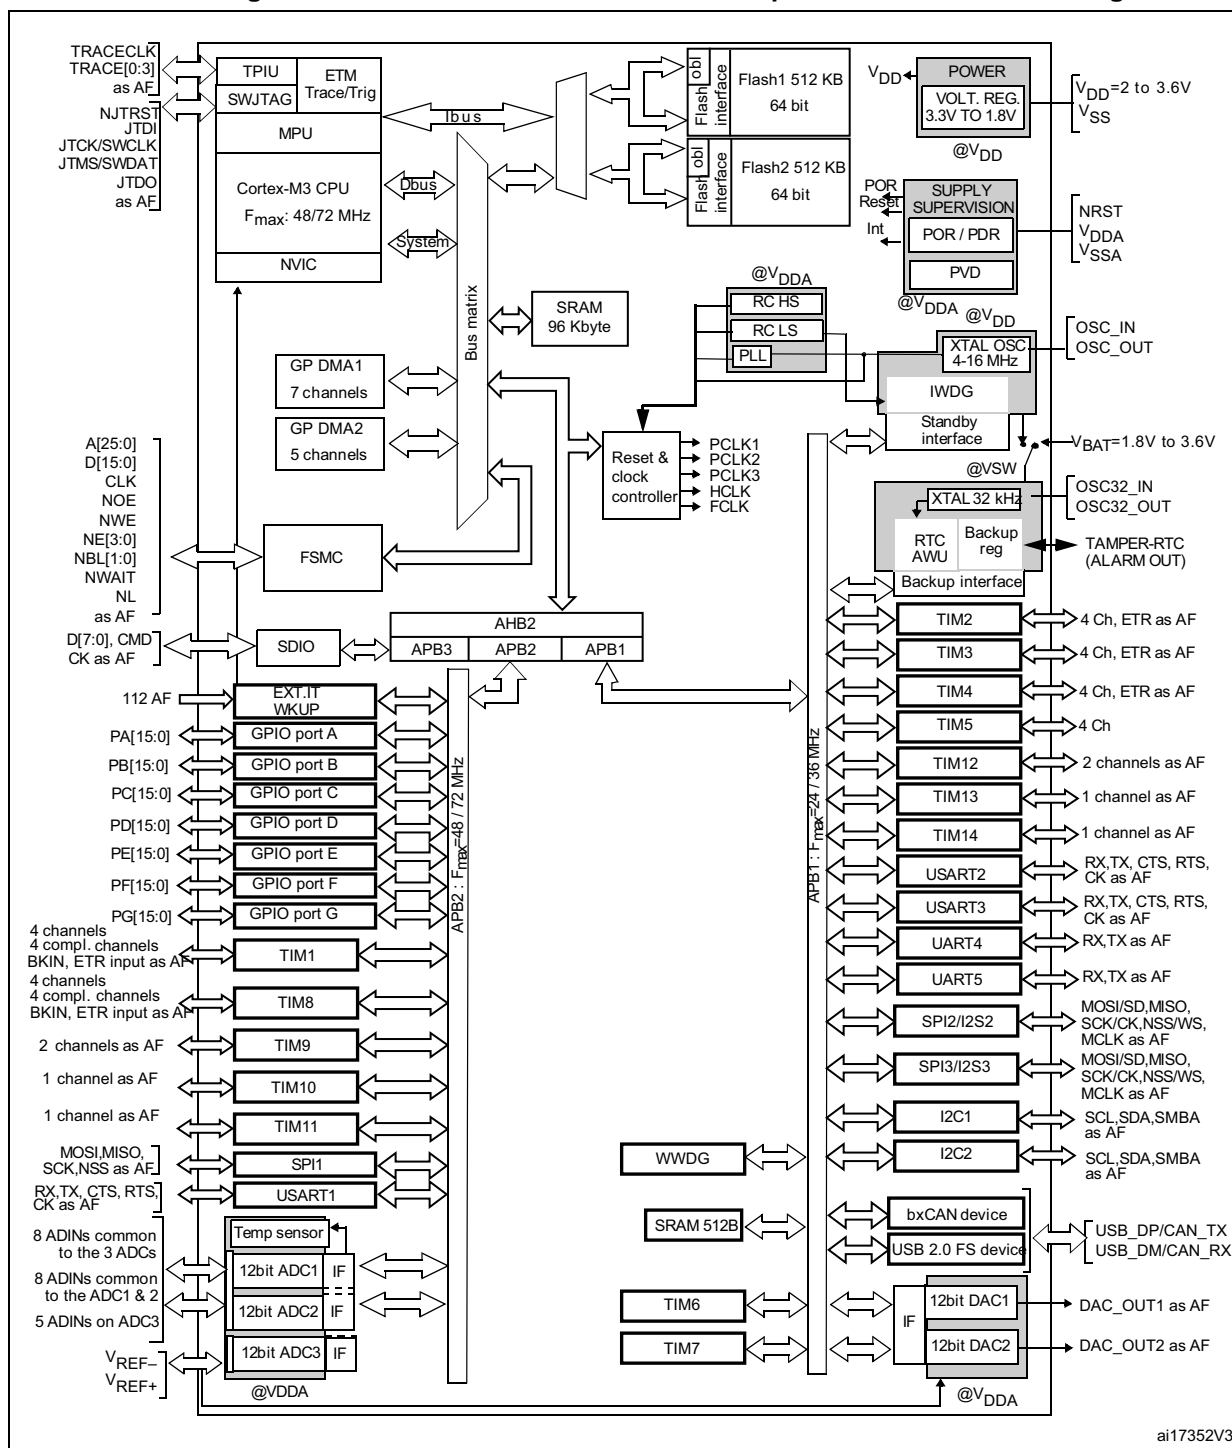 TRACECLK
TRACE[0:3]
as AF
NJTRST
JTDI
JTCK/SWCLK
JTMS/SWDAT
JTDO
as AF
TPIU
SWJTAG
ETM
Trace/Trig
MPU
Cortex-M3 CPU
Fmax: 48/72 MHz
NVIC
Ibus
Dbus
System
Bus matrix
Flash obl
interface
Flash1 512 KB
64 bit
Flash obl
interface
Flash2 512 KB
64 bit
VDD
POWER
VOLT. REG.
3.3V TO 1.8V
@VDD
VDD=2 to 3.6V
VSS
POR
Reset
Int
SUPPLY
SUPERVISION
POR / PDR
PVD
@VDDA
NRST
VDDA
VSSA
SRAM
96 Kbyte
@VDDA
RC HS
RC LS
PLL
@VDD
XTAL OSC
4-16 MHz
IWDG
Standby
interface
OSC_IN
OSC_OUT
VBAT=1.8V to 3.6V
GP DMA1
7 channels
GP DMA2
5 channels
Reset &
clock
controller
PCLK1
PCLK2
PCLK3
HCLK
FCLK
@VSW
XTAL 32 kHz
RTC
AWU
Backup
reg
Backup interface
OSC32_IN
OSC32_OUT
TAMPER-RTC
(ALARM OUT)
A[25:0]
D[15:0]
CLK
NOE
NWE
NE[3:0]
NBL[1:0]
NWAIT
NL
as AF
FSMC
D[7:0], CMD
CK as AF
SDIO
AHB2
APB3
APB2
APB1
112 AF
EXT.IT
WKUP
PA[15:0]
GPIO port A
PB[15:0]
GPIO port B
PC[15:0]
GPIO port C
PD[15:0]
GPIO port D
PE[15:0]
GPIO port E
PF[15:0]
GPIO port F
PG[15:0]
GPIO port G
4 channels
4 compl. channels
BKIN, ETR input as AF
TIM1
4 channels
4 compl. channels
BKIN, ETR input as AF
TIM8
2 channels as AF
TIM9
1 channel as AF
TIM10
1 channel as AF
TIM11
MOSI,MISO,
SCK,NSS as AF
SPI1
RX,TX, CTS, RTS,
CK as AF
USART1
Temp sensor
8 ADINs common
to the 3 ADCs
12bit ADC1
IF
8 ADINs common
to the ADC1 & 2
12bit ADC2
IF
5 ADINs on ADC3
12bit ADC3
IF
VREF–
VREF+
@VDDA
APB2 : Fmax=48 / 72 MHz
APB1 : Fmax=24 / 36 MHz
TIM2
4 Ch, ETR as AF
TIM3
4 Ch, ETR as AF
TIM4
4 Ch, ETR as AF
TIM5
4 Ch
TIM12
2 channels as AF
TIM13
1 channel as AF
TIM14
1 channel as AF
USART2
RX,TX, CTS, RTS,
CK as AF
USART3
RX,TX, CTS, RTS,
CK as AF
UART4
RX,TX as AF
UART5
RX,TX as AF
SPI2/I2S2
MOSI/SD,MISO,
SCK/CK,NSS/WS,
MCLK as AF
SPI3/I2S3
MOSI/SD,MISO,
SCK/CK,NSS/WS,
MCLK as AF
I2C1
SCL,SDA,SMBA
as AF
I2C2
SCL,SDA,SMBA
as AF
WWDG
SRAM 512B
bxCAN device
USB 2.0 FS device
USB_DP/CAN_TX
USB_DM/CAN_RX
TIM6
TIM7
IF
12bit DAC1
12bit DAC2
DAC_OUT1 as AF
DAC_OUT2 as AF
@VDDA
ai17352V3